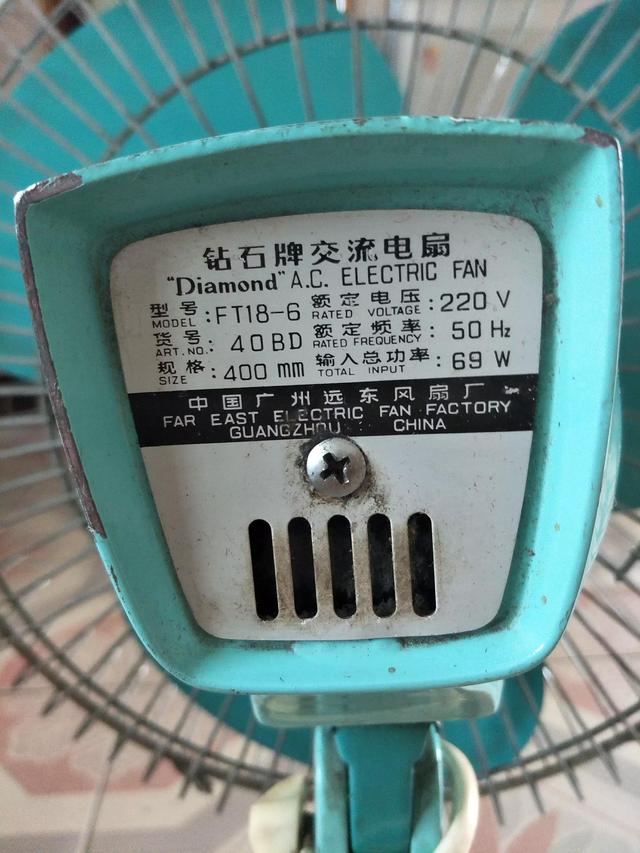 钻石牌交流电扇
"Diamond" A.C. ELECTRIC FAN
型号: FT18-6 额定电压: 220 V
MODEL RATED VOLTAGE
货号: 40BD 额定频率: 50 Hz
ART.NO. RATED FREQUENCY
规格: 400 mm 输入总功率: 69 W
SIZE TOTAL INPUT
中国广州远东风扇厂
FAR EAST ELECTRIC FAN FACTORY
GUANGZHOU CHINA